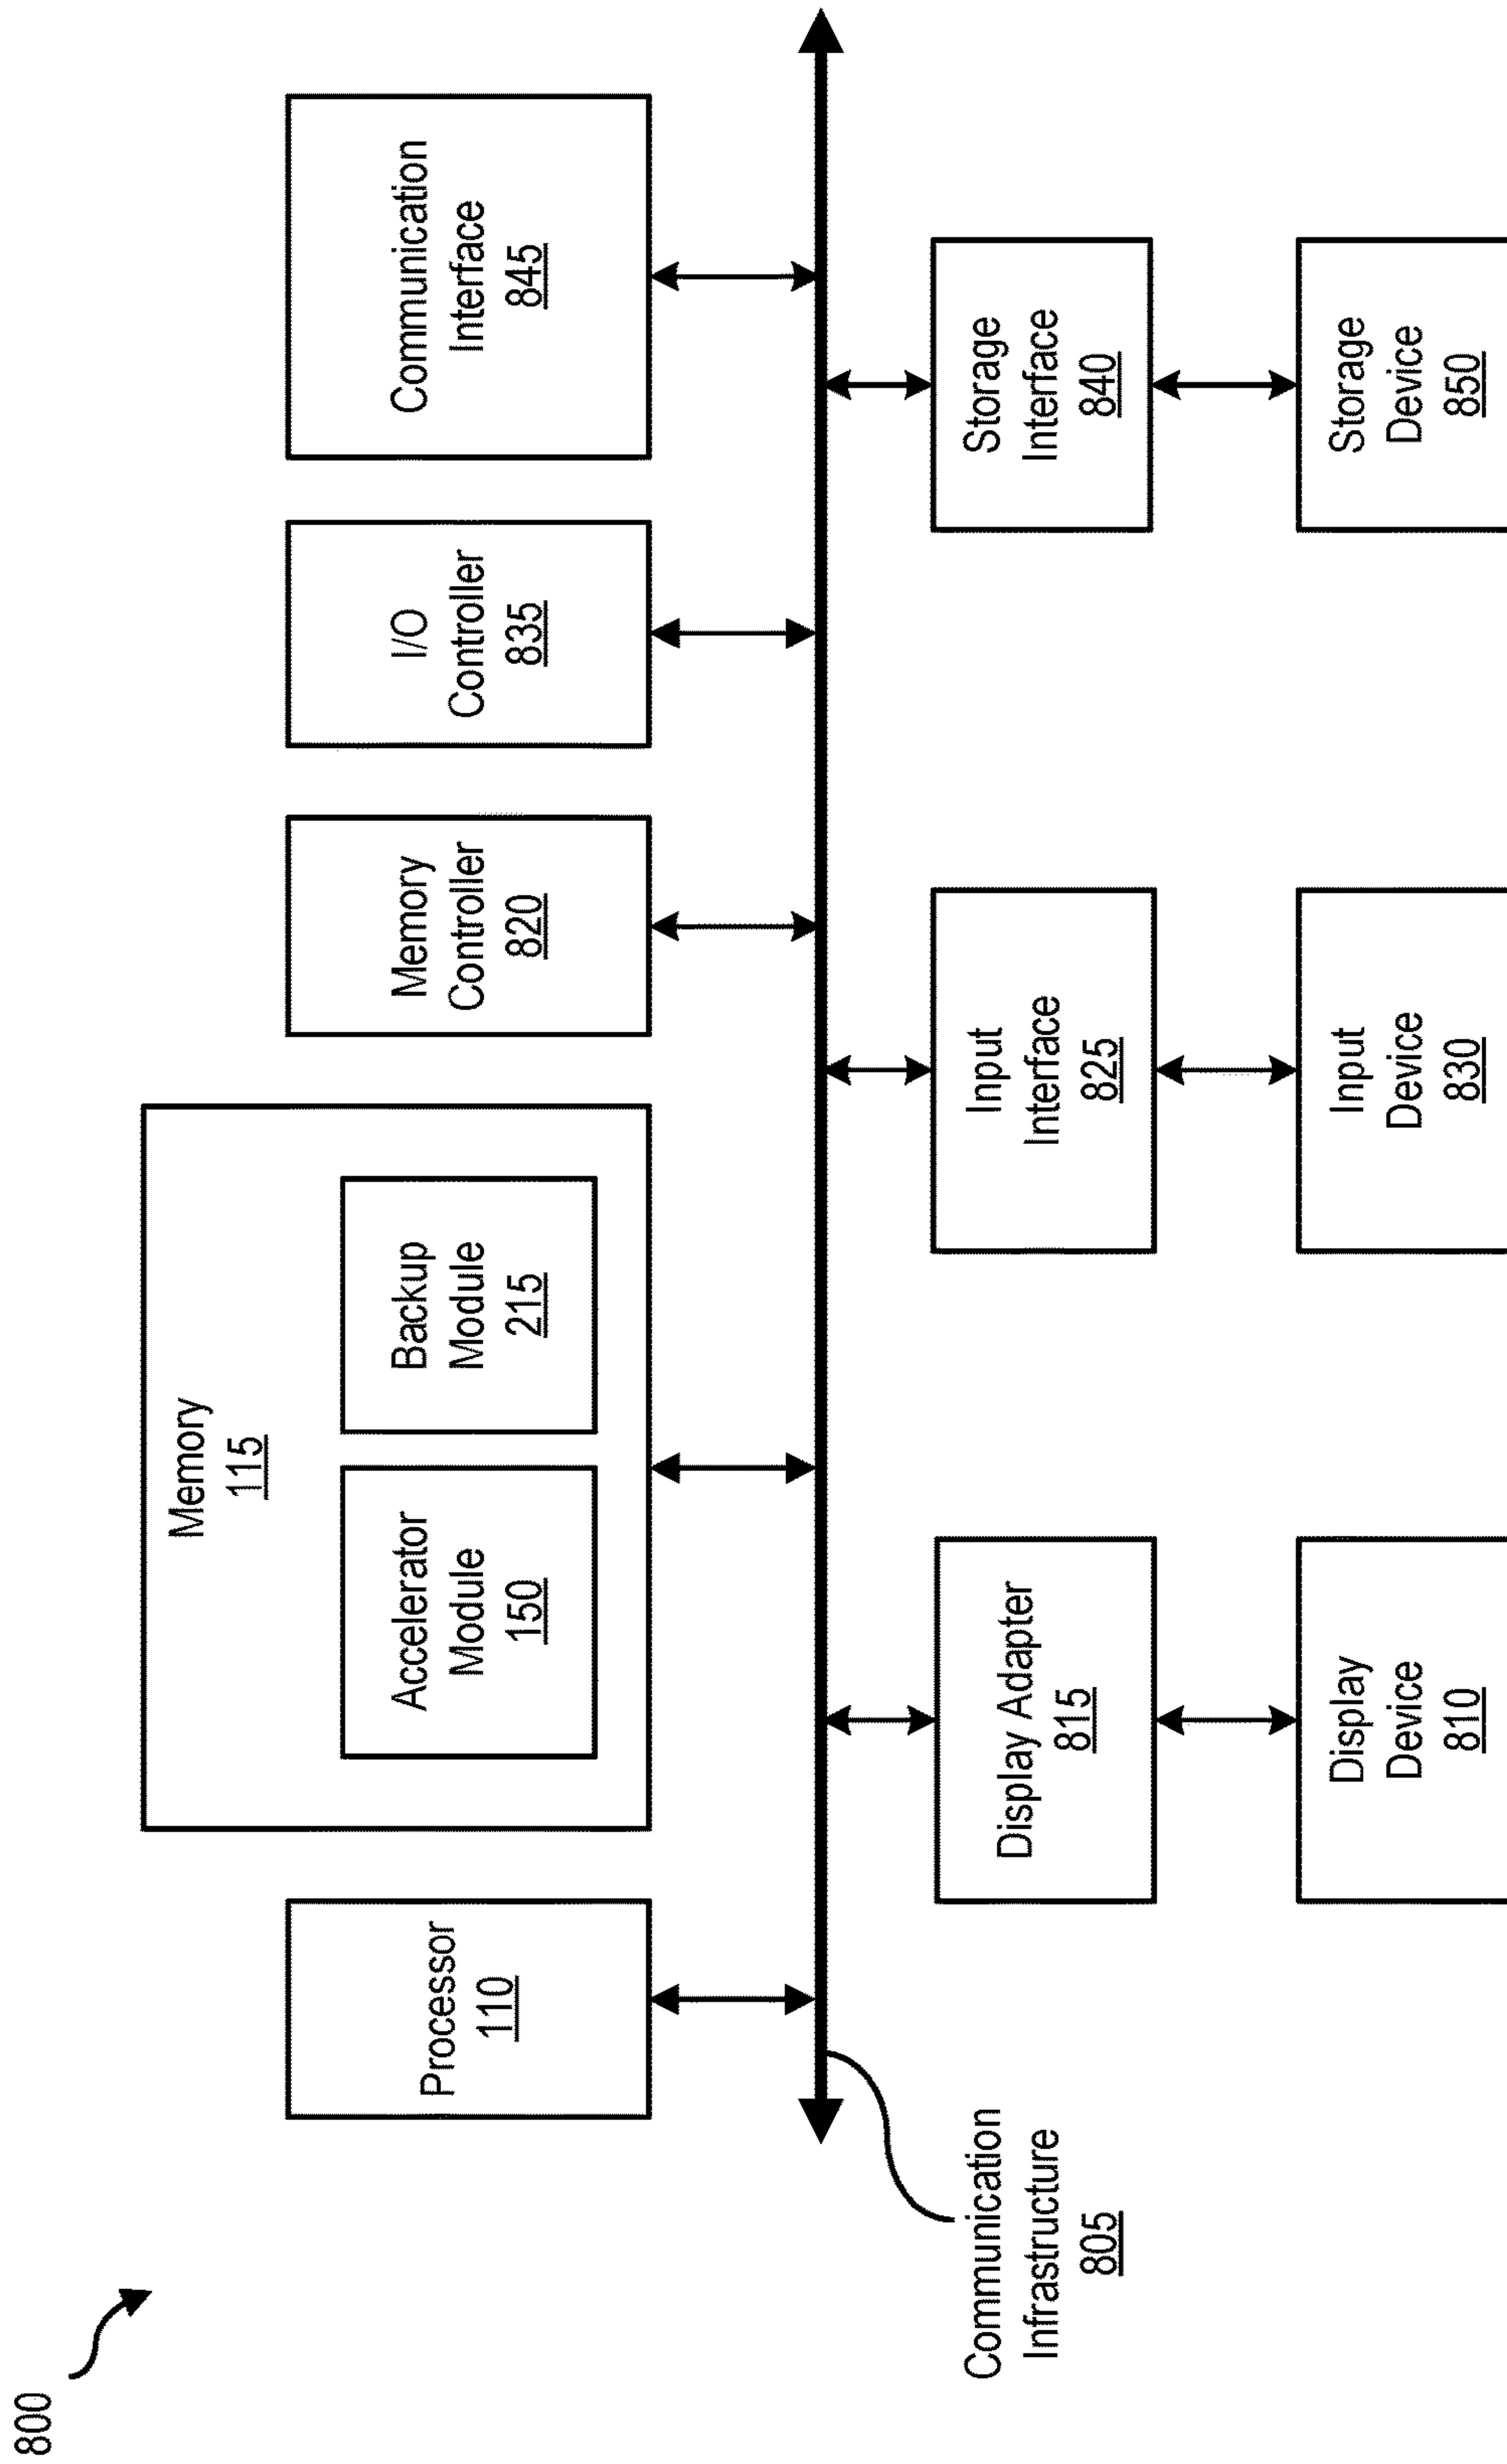 800
Processor
110
Memory
115
Accelerator
Module
150
Backup
Module
215
Memory
Controller
820
I/O
Controller
835
Communication
Interface
845
Communication
Infrastructure
805
Display Adapter
815
Input
Interface
825
Storage
Interface
840
Display
Device
810
Input
Device
830
Storage
Device
850